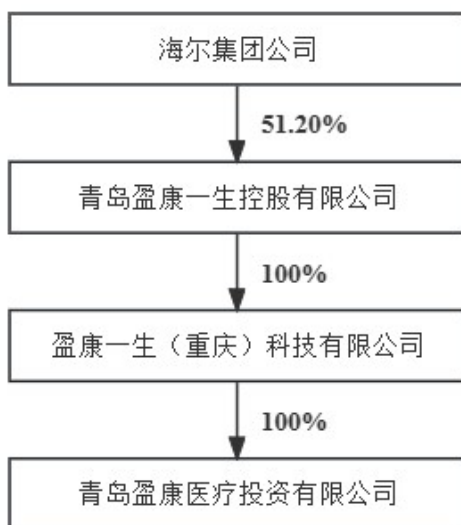 海尔集团公司
51.20%
青岛盈康一生控股有限公司
100%
盈康一生（重庆）科技有限公司
100%
青岛盈康医疗投资有限公司